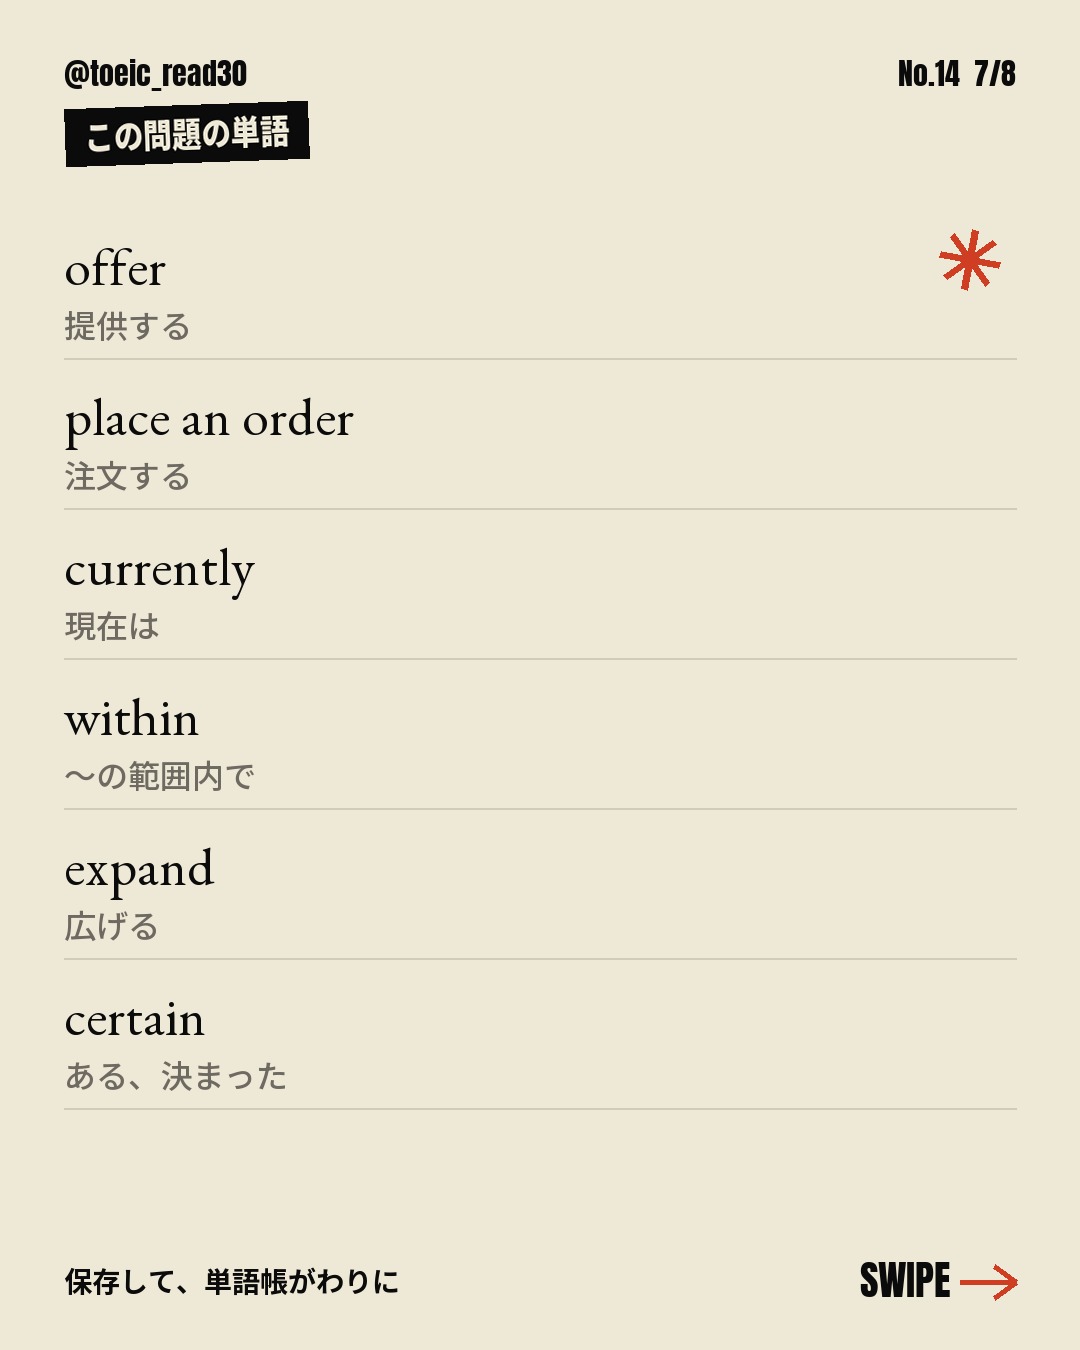 @toeic_read30
No.14 7/8
この問題の単語
offer
提供する
place an order
注文する
currently
現在は
within
〜の範囲内で
expand
広げる
certain
ある、決まった
保存して、単語帳がわりに
SWIPE